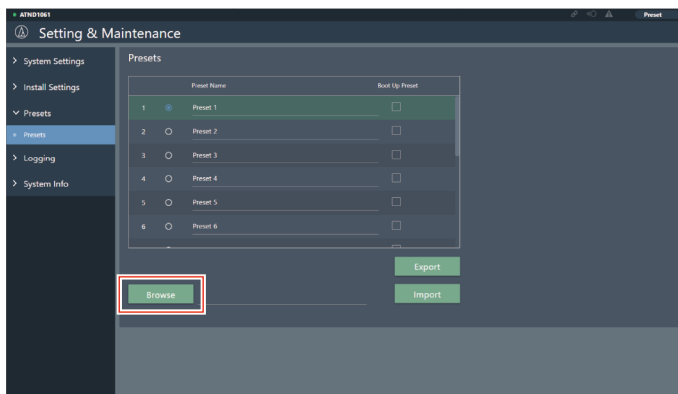 ATND1061
Preset
Setting & Maintenance
System Settings
Install Settings
Presets
Presets
Logging
System Info
Presets
Preset Name Boot Up Preset
1 Preset 1
2 Preset 2
3 Preset 3
4 Preset 4
5 Preset 5
6 Preset 6
Export
Browse Import